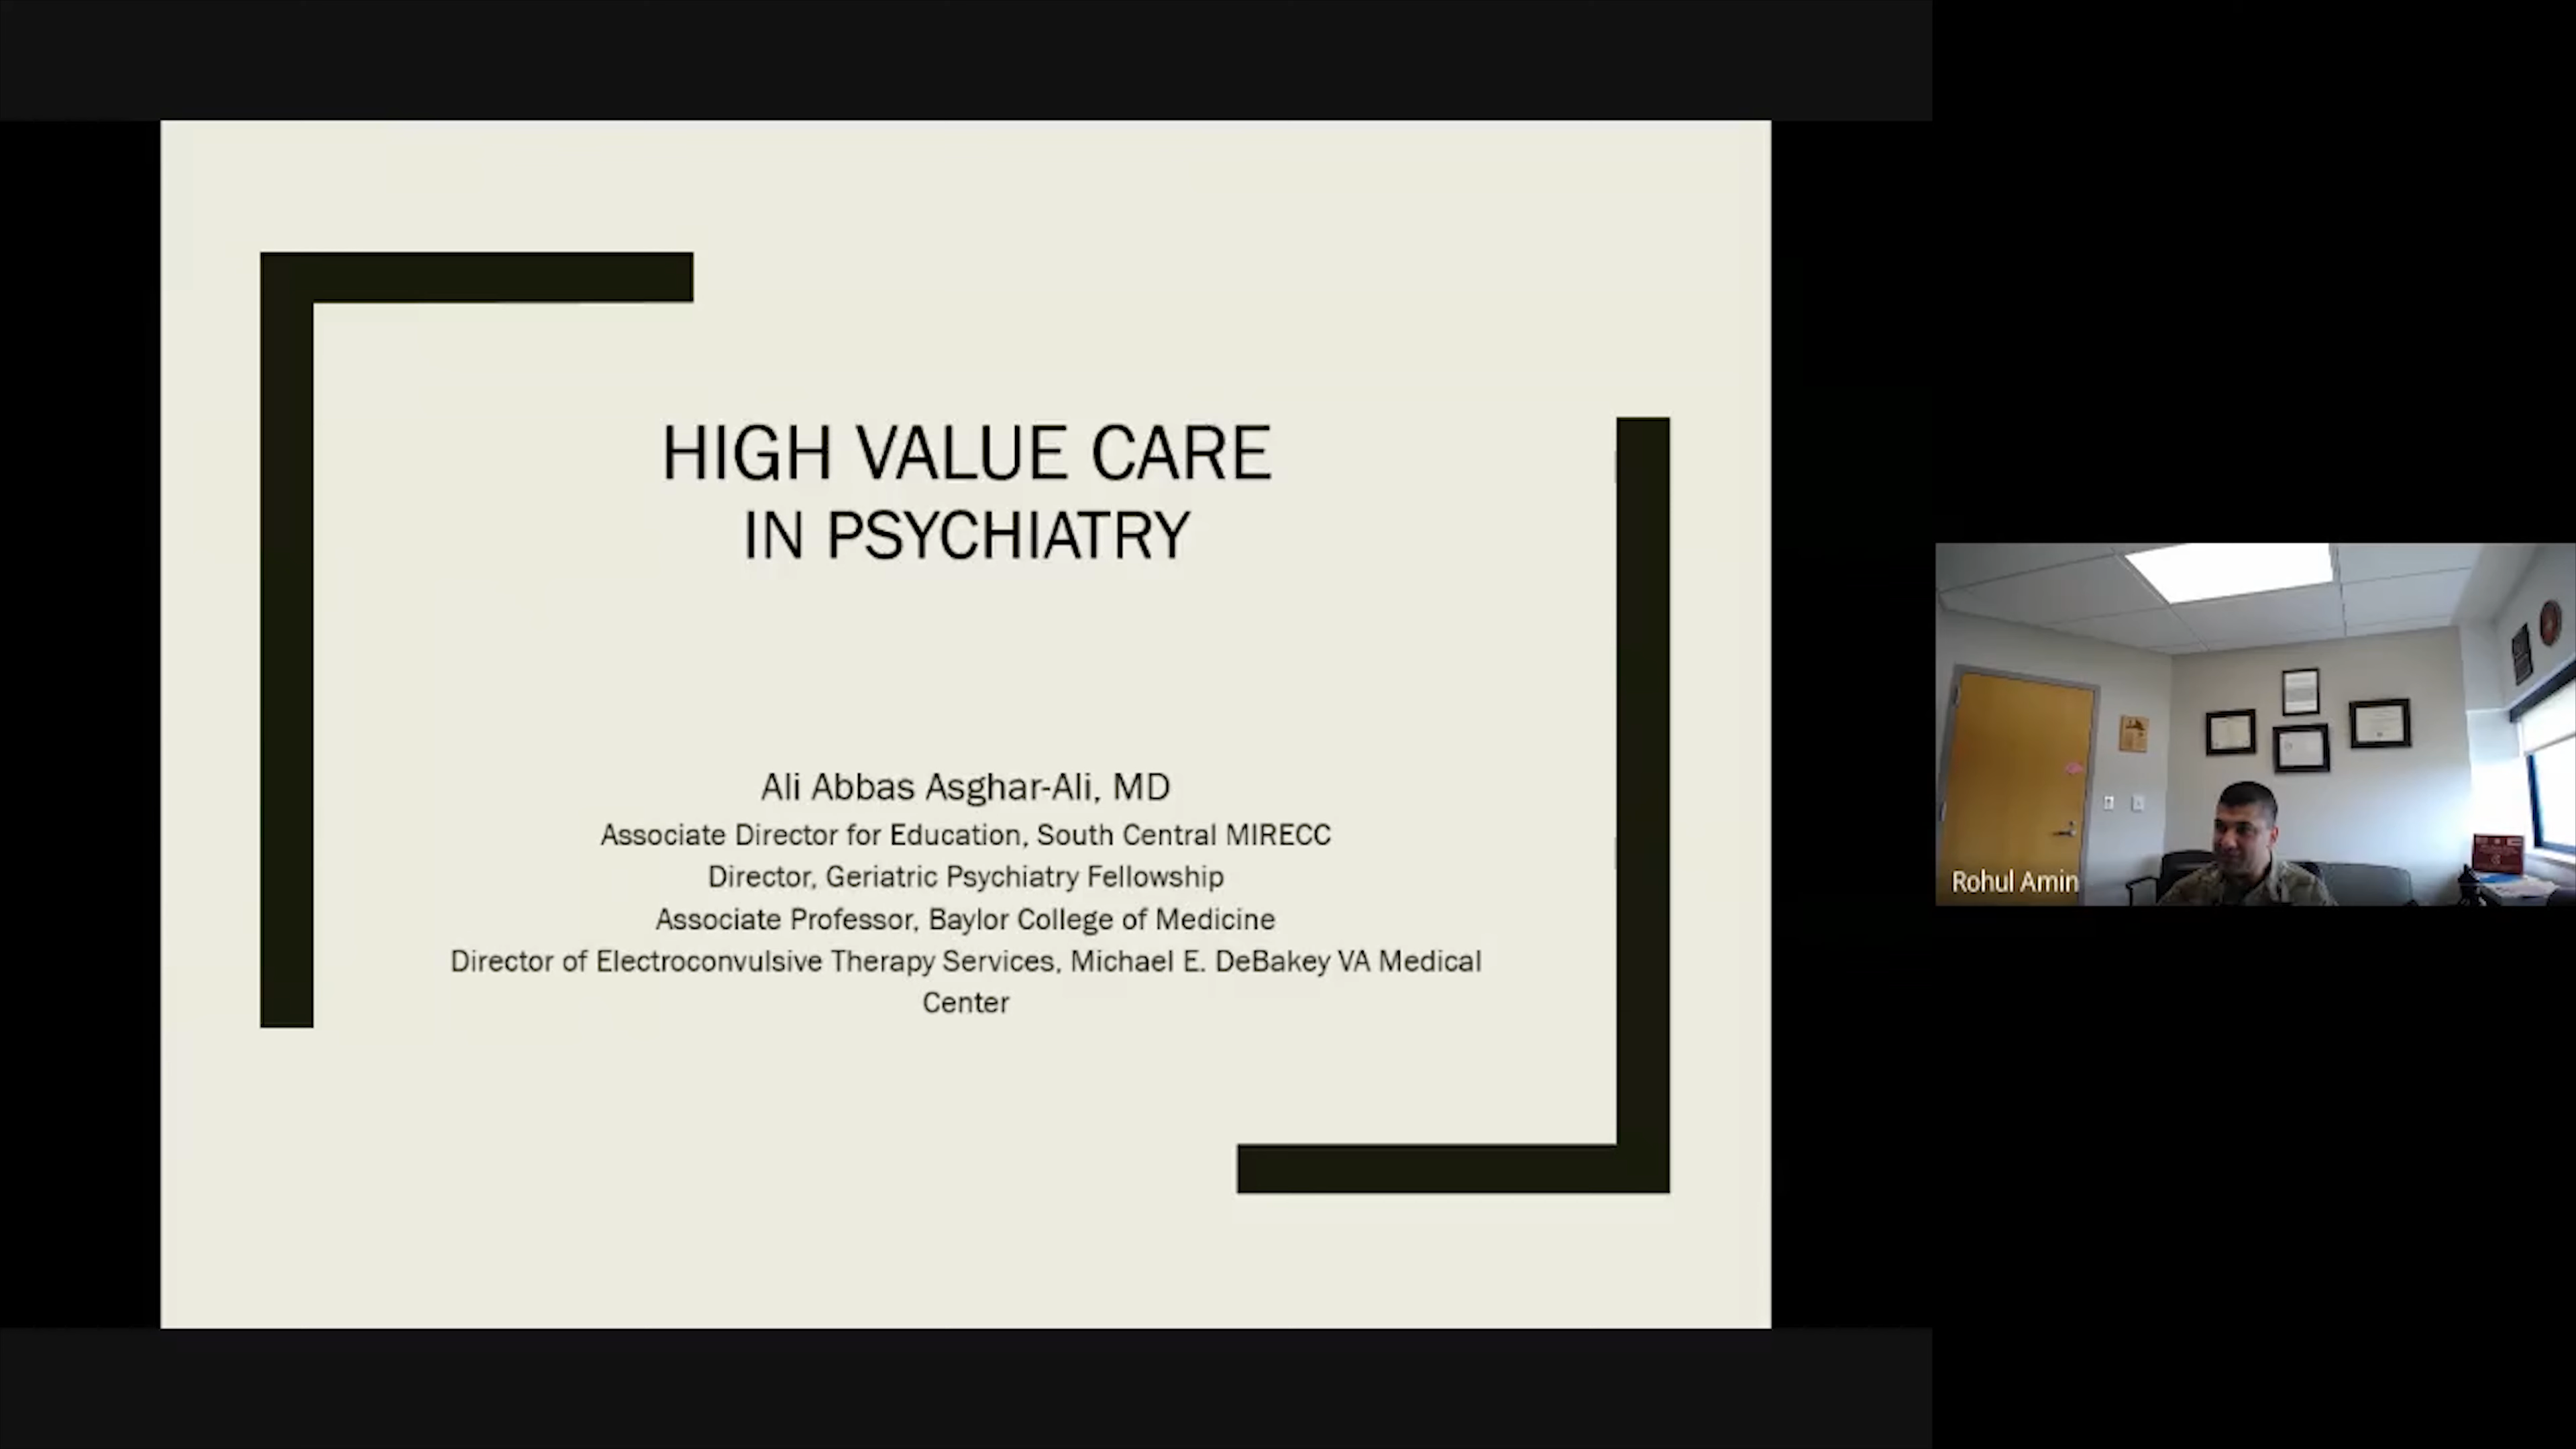 HIGH VALUE CARE
IN PSYCHIATRY
Ali Abbas Asghar-Ali, MD
Associate Director for Education, South Central MIRECC
Director, Geriatric Psychiatry Fellowship
Associate Professor, Baylor College of Medicine
Director of Electroconvulsive Therapy Services, Michael E. DeBakey VA Medical
Center
Rohul Amin